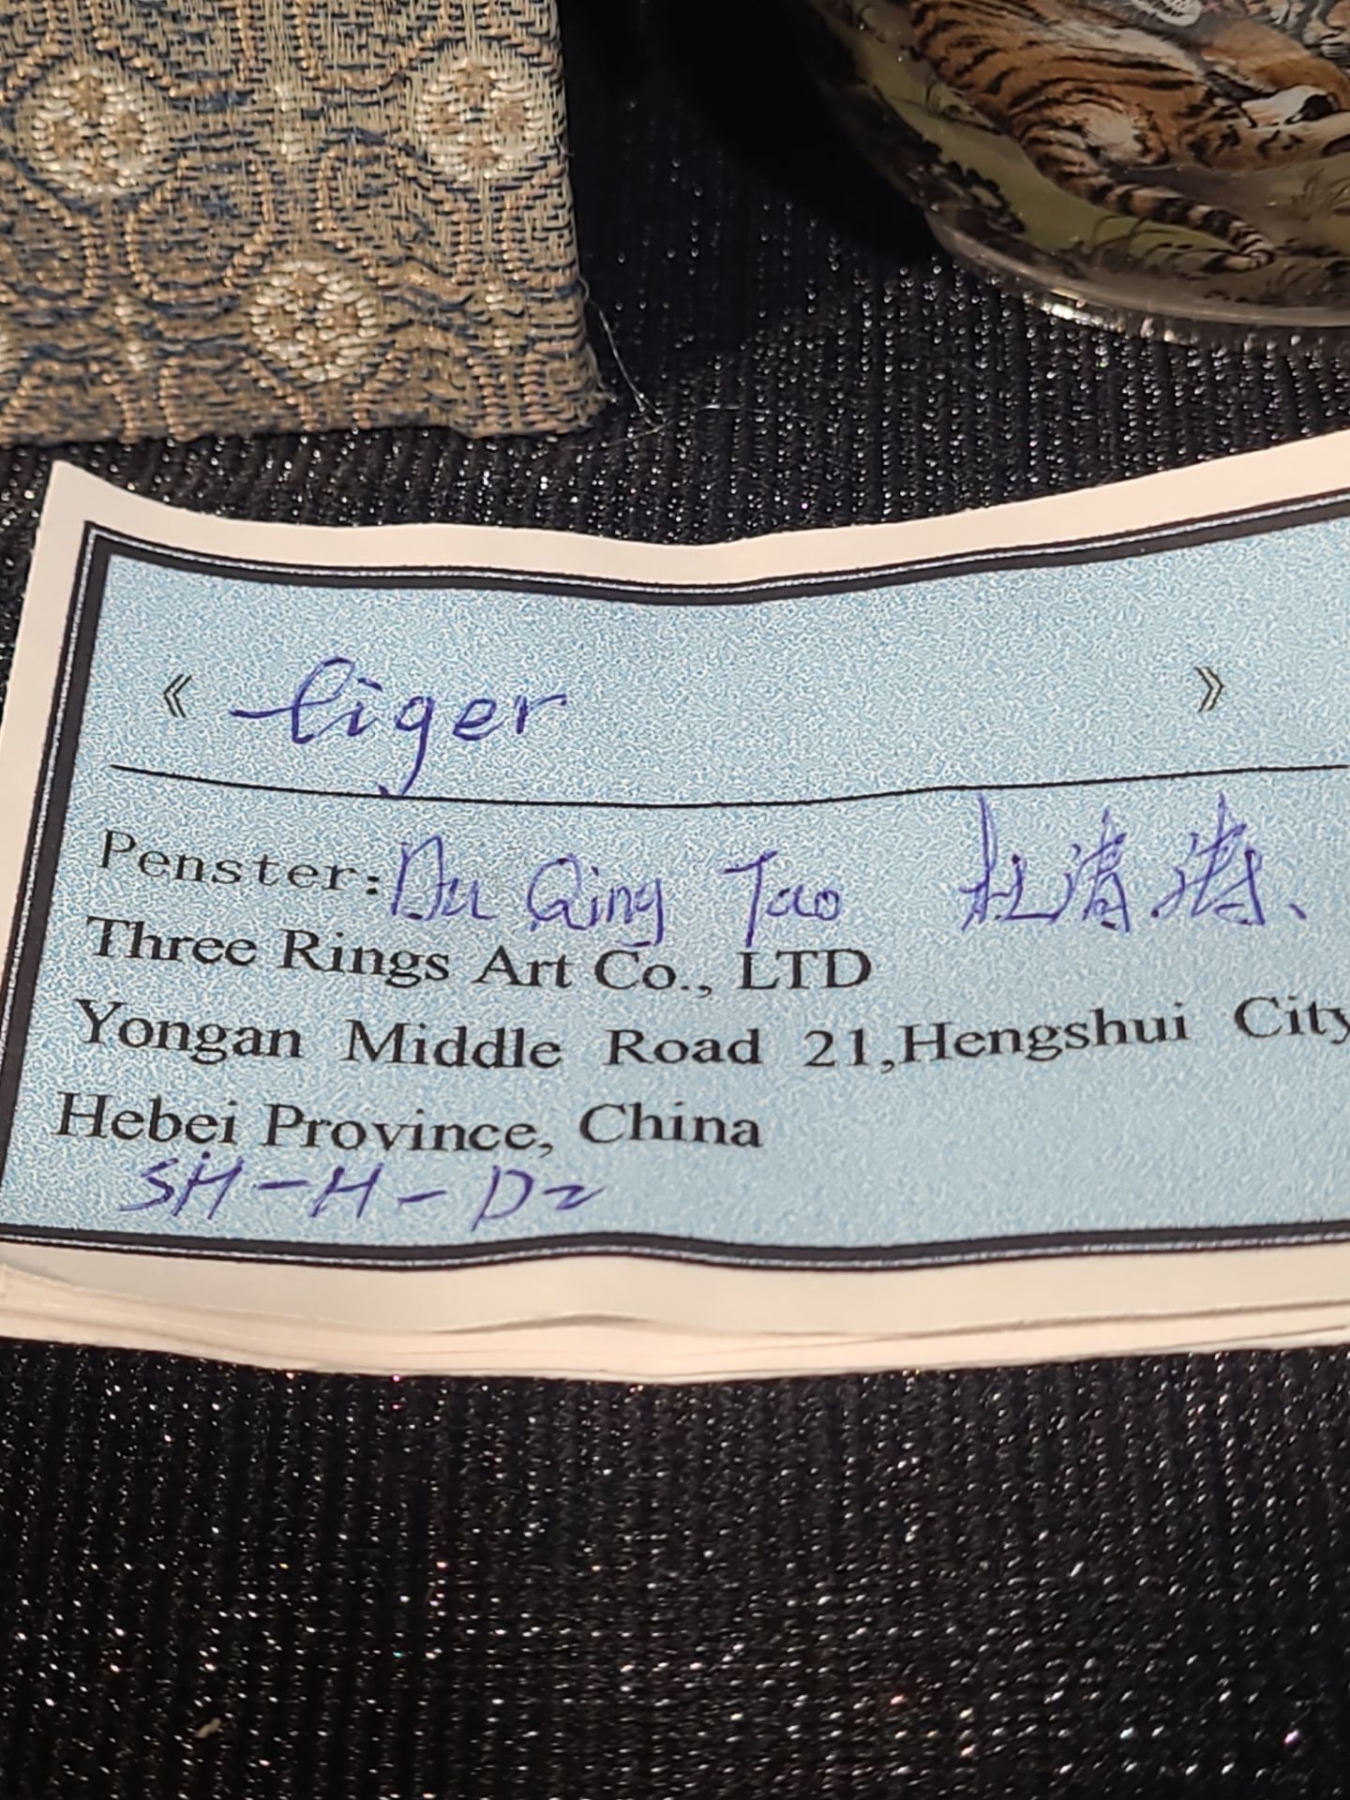 《 tiger 》
Penster: Du Qing Tao 杜清涛
Three Rings Art Co., LTD
Yongan Middle Road 21,Hengshui City
Hebei Province, China
SH-H-D2